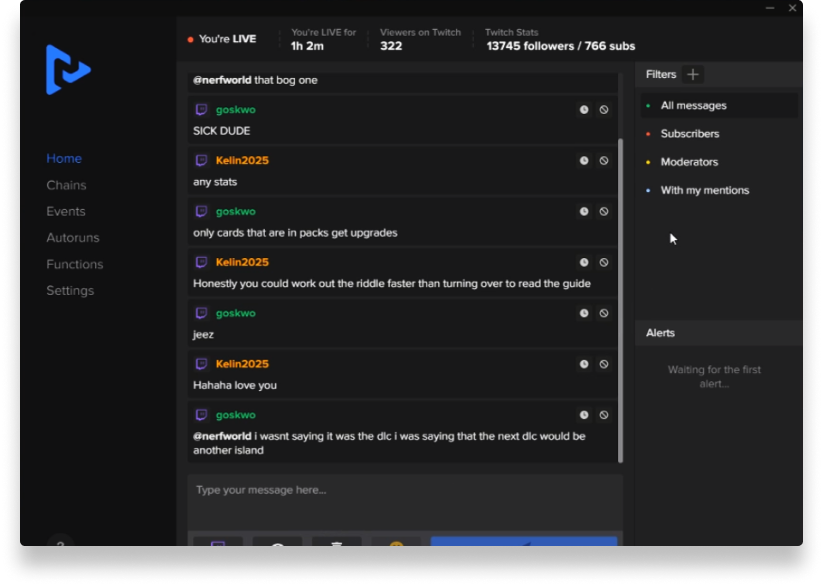 You're LIVE
You're LIVE for
1h 2m
Viewers on Twitch
322
Twitch Stats
13745 followers / 766 subs
Home
Chains
Events
Autoruns
Functions
Settings
@nerfworld that bog one
goskwo
SICK DUDE
Kelin2025
any stats
goskwo
only cards that are in packs get upgrades
Kelin2025
Honestly you could work out the riddle faster than turning over to read the guide
goskwo
jeez
Kelin2025
Hahaha love you
goskwo
@nerfworld i wasnt saying it was the dlc i was saying that the next dlc would be
another island
Type your message here...
Filters
All messages
Subscribers
Moderators
With my mentions
Alerts
Waiting for the first
alert...